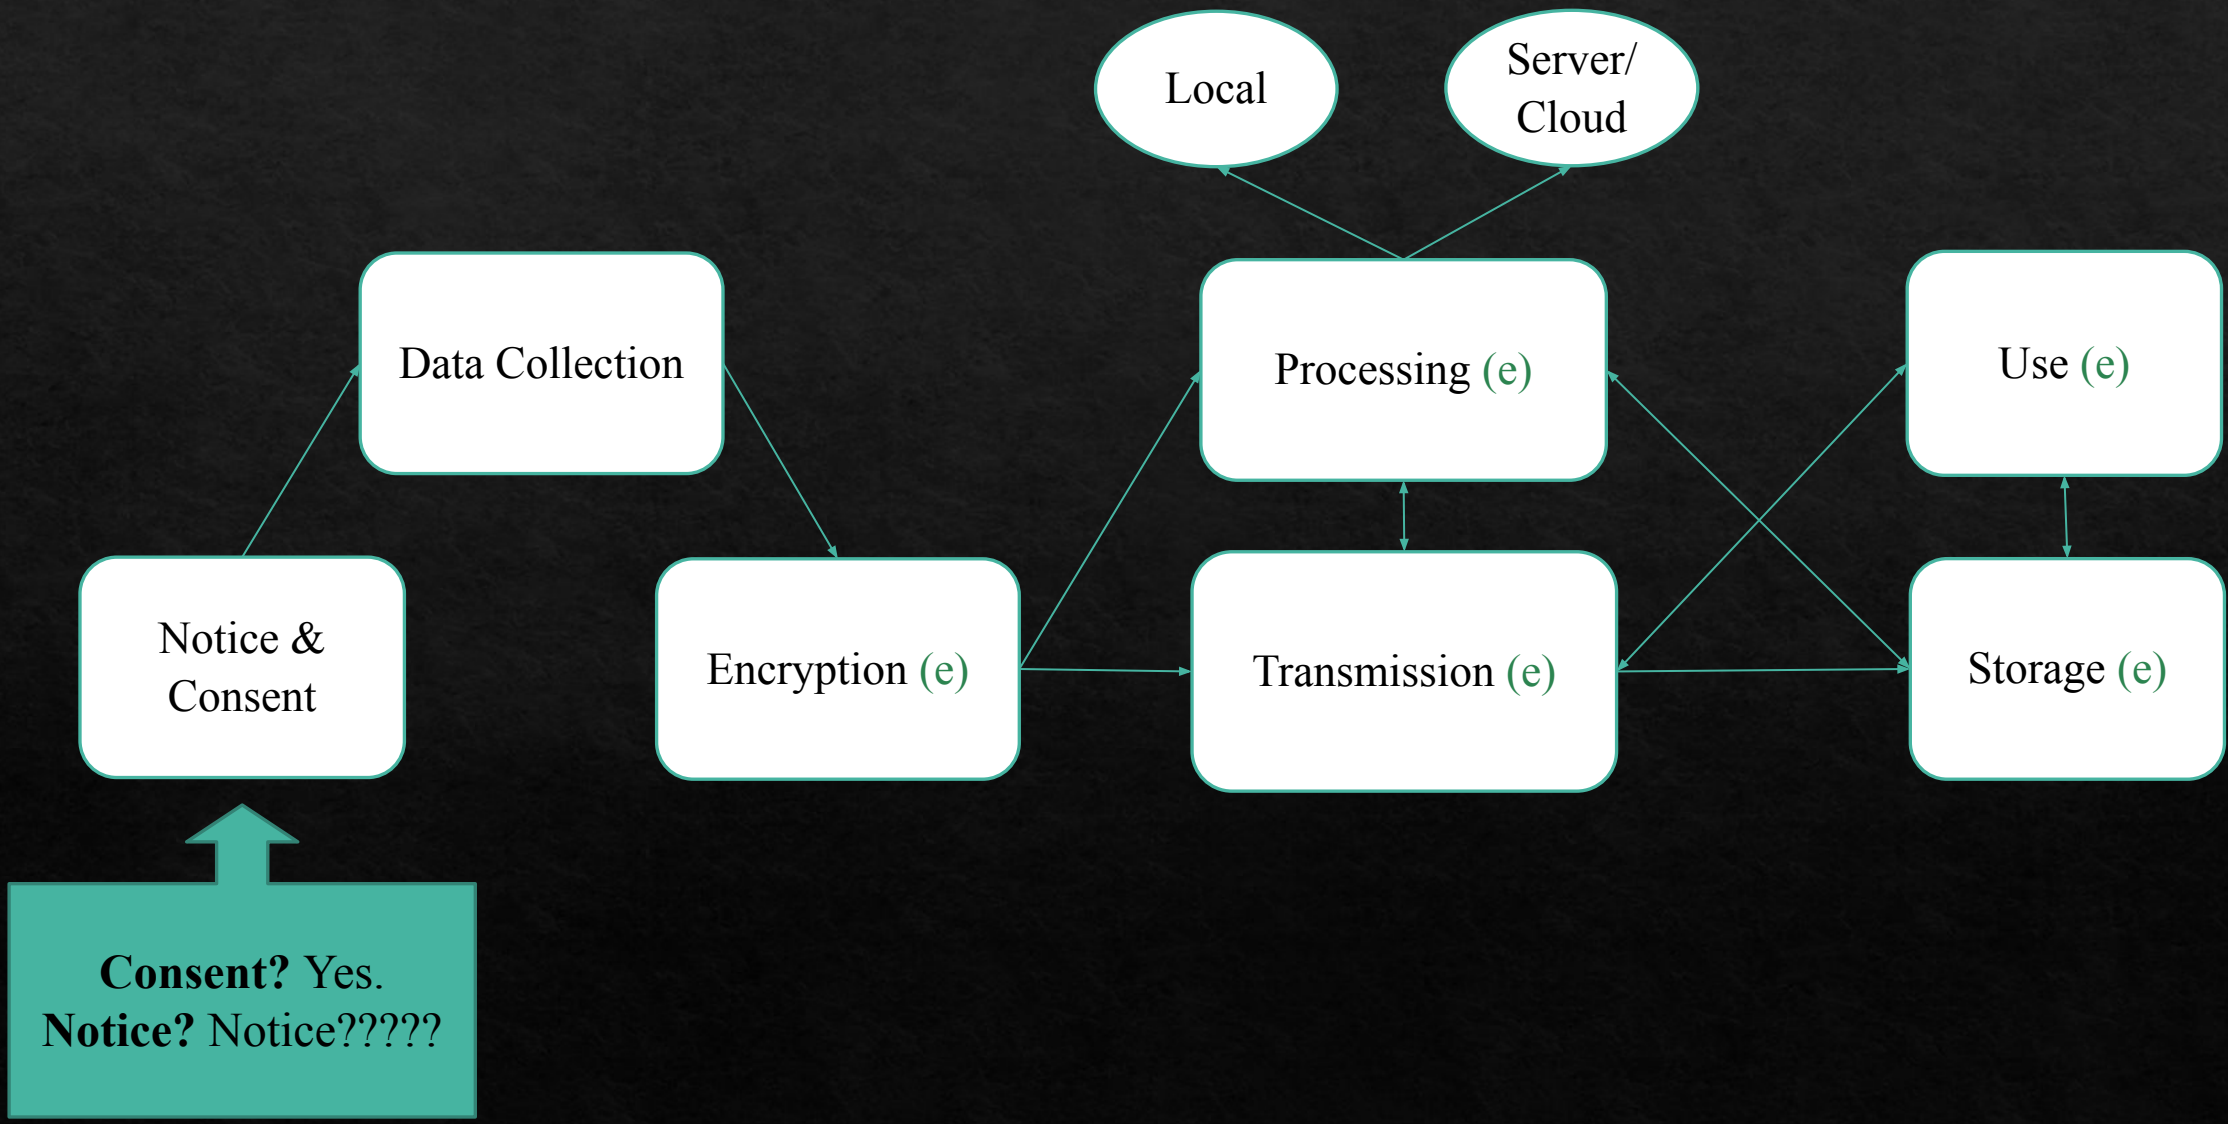 Local
Server/
Cloud
Data Collection
Processing (e)
Use (e)
Notice &
Consent
Encryption (e)
Transmission (e)
Storage (e)
Consent? Yes.
Notice? Notice?????